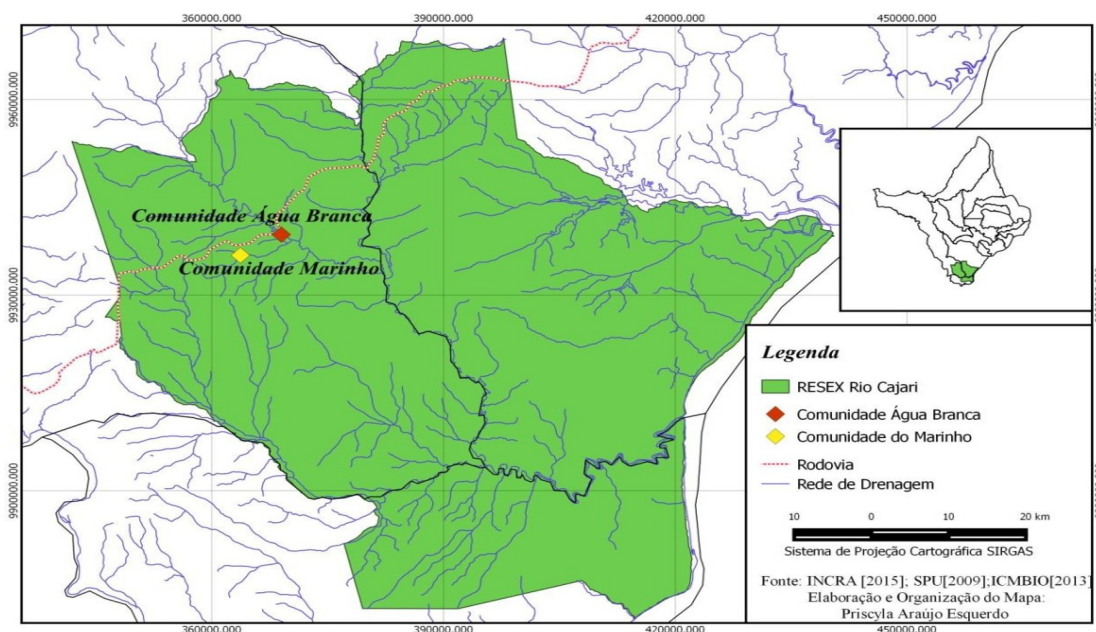 360000.000 390000.000 420000.000 450000.000
9960000.000
9930000.000
9900000.000
Comunidade Água Branca
Comunidade Marinho
Legenda
RESEX Rio Cajari
Comunidade Água Branca
Comunidade do Marinho
Rodovia
Rede de Drenagem
10 0 10 20 km
Sistema de Projeção Cartográfica SIRGAS
Fonte: INCRA [2015]; SPU[2009];ICMBIO[2013]
Elaboração e Organização do Mapa:
Priscyla Araújo Esquerdo
360000.000 390000.000 420000.000 450000.000